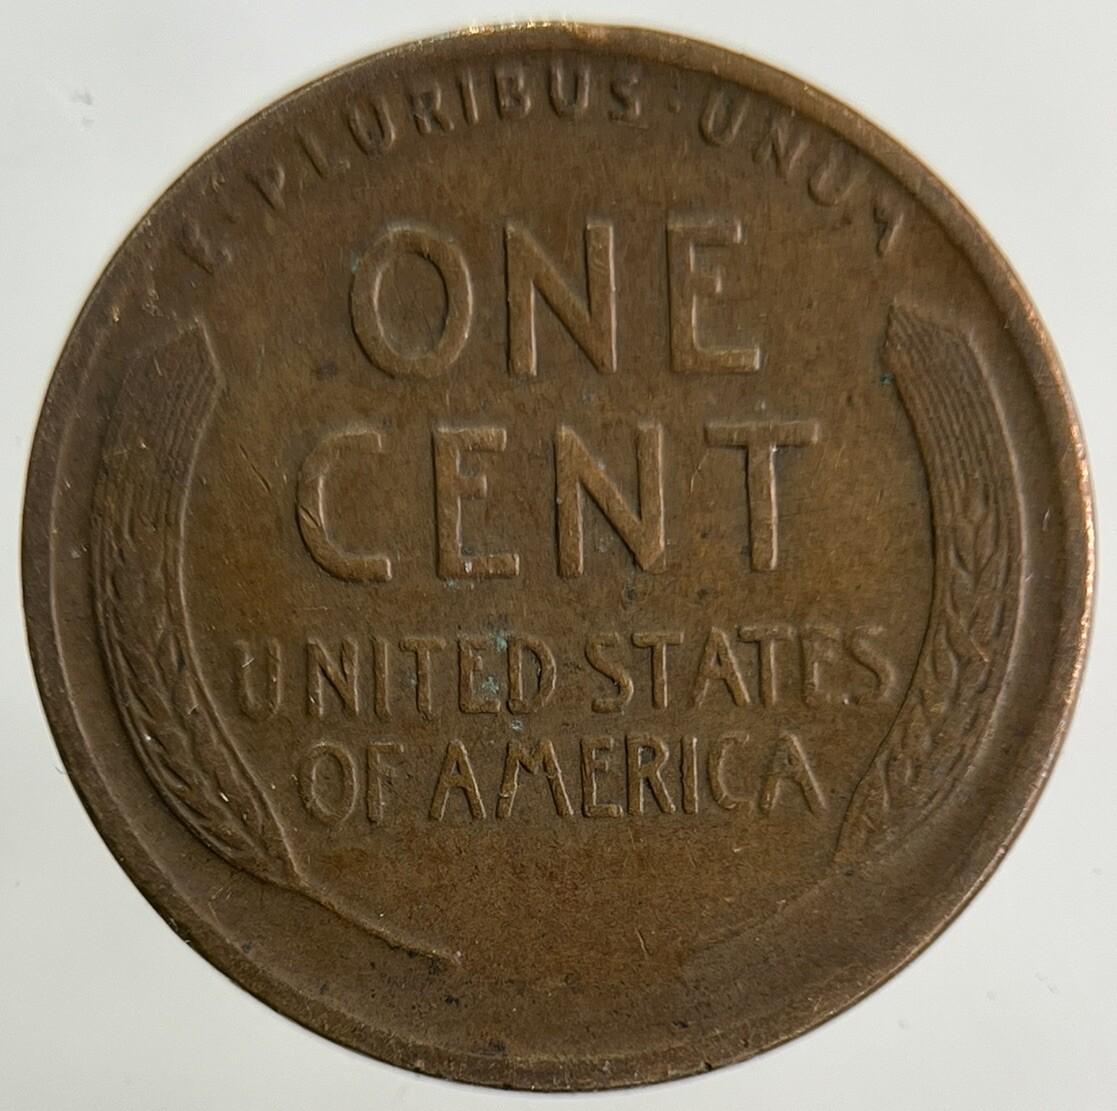 E·PLURIBUS·UNUM
ONE
CENT
UNITED STATES
OF AMERICA